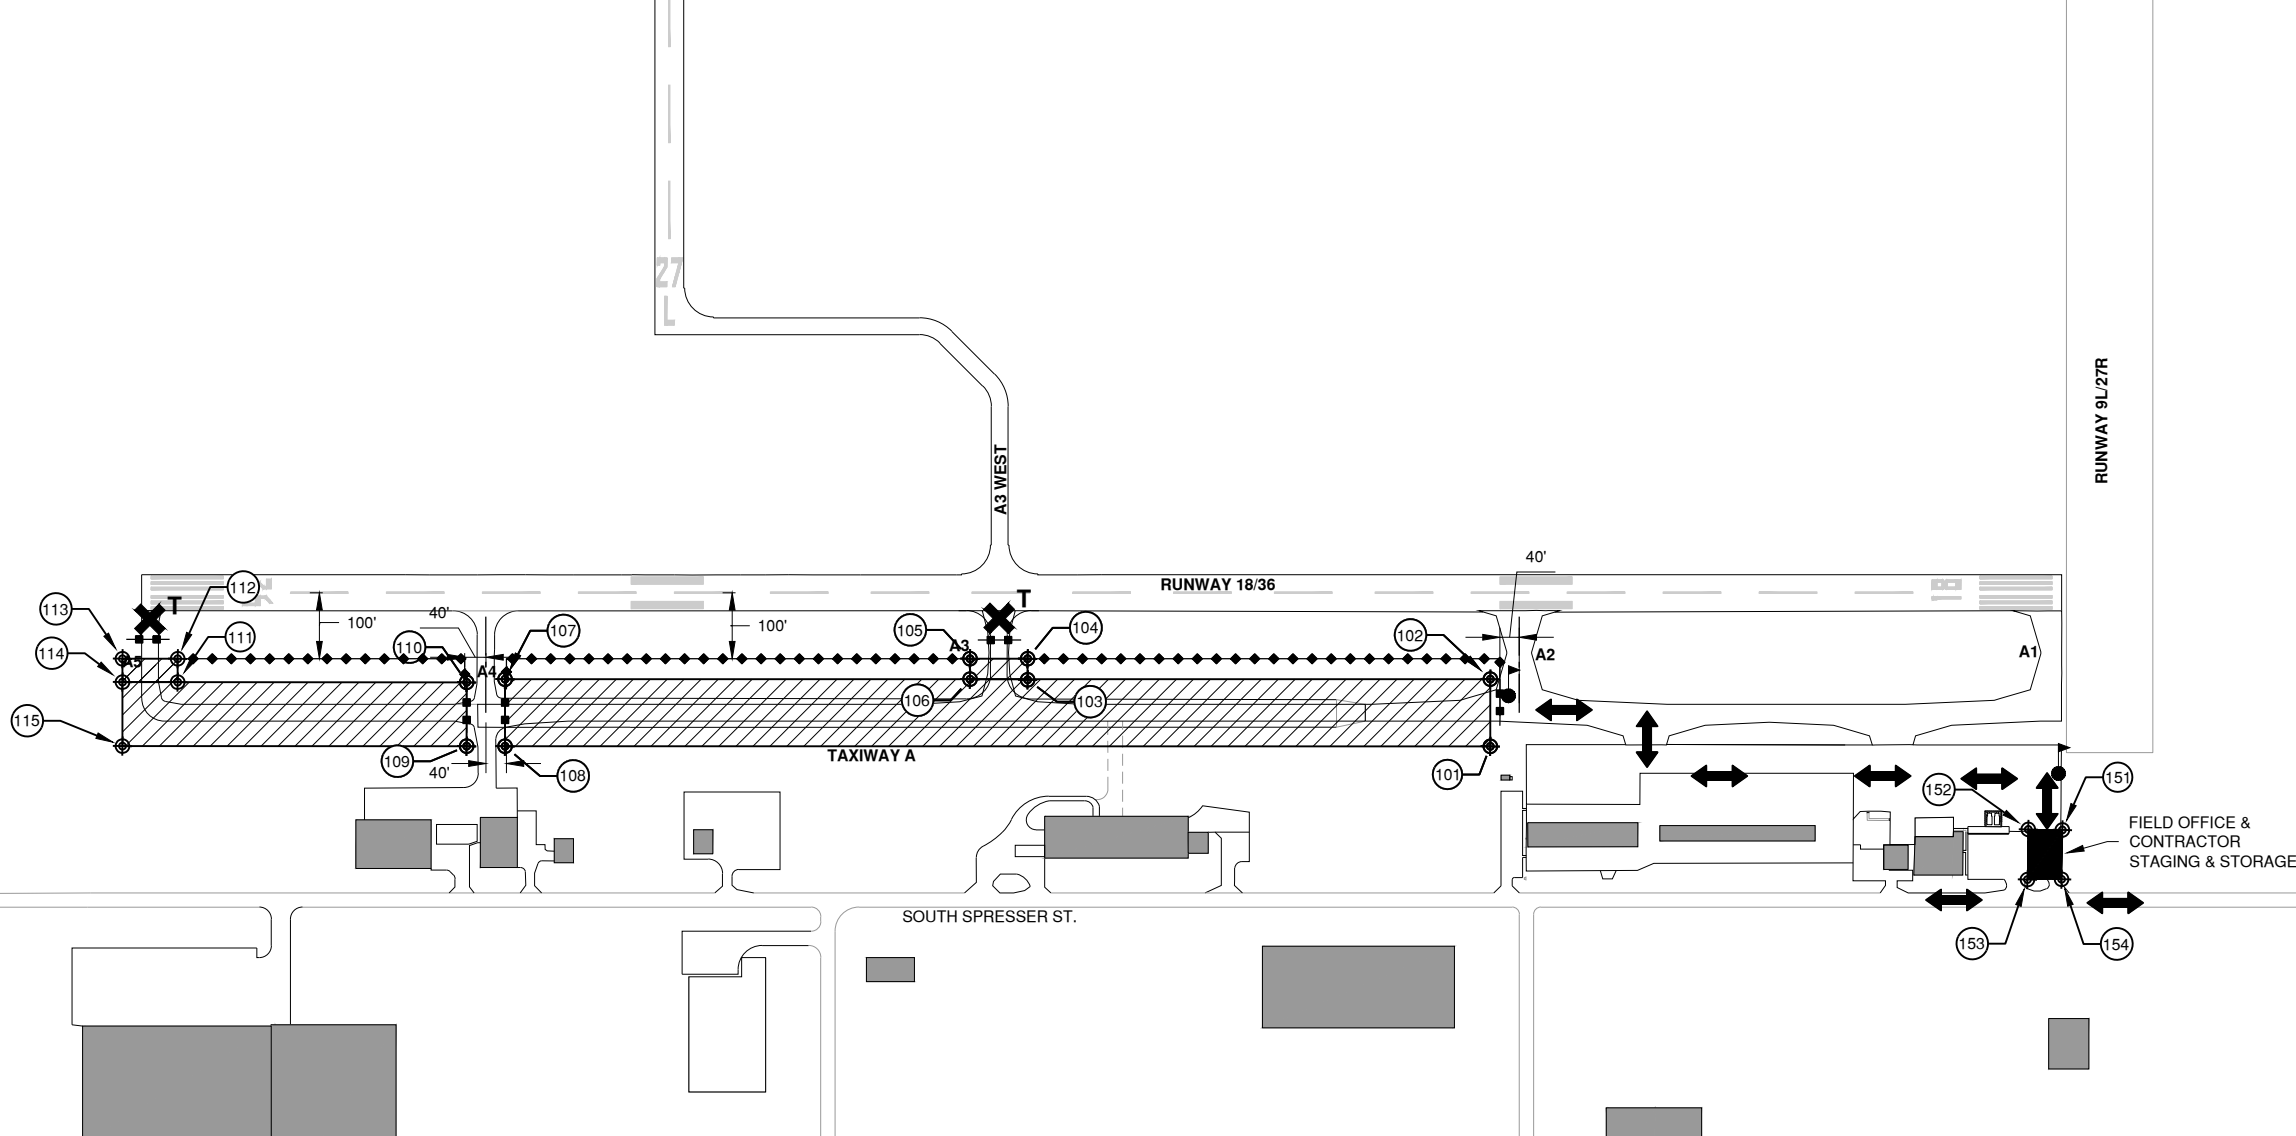 27
L
RUNWAY 9L/27R
A3 WEST
40'
RUNWAY 18/36
18
112
T
T
113
100'
40'
100'
107
105
104
102
111
110
114
A5
A3
A2
A1
A4
106
103
115
TAXIWAY A
109
40'
108
101
152
151
FIELD OFFICE &
CONTRACTOR
STAGING & STORAGE
SOUTH SPRESSER ST.
153
154